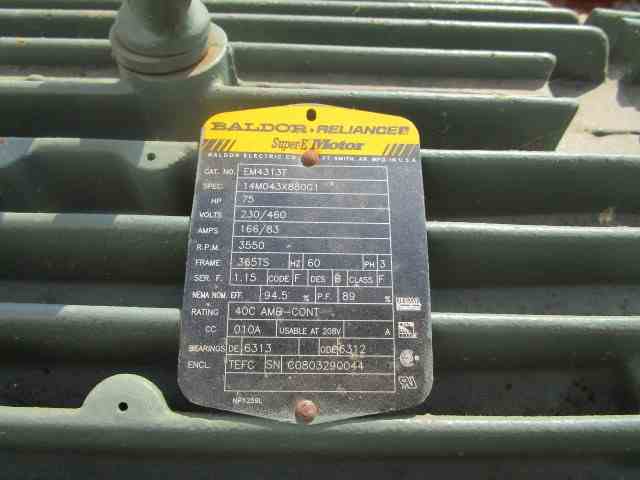 BALDOR • RELIANCE
Super-E Motor
BALDOR ELECTRIC CO. FT. SMITH, AR. MFD. IN U.S.A.
CAT. NO. EM4313T
SPEC. 14M043X880G1
HP 75
VOLTS 230/460
AMPS 166/83
R.P.M. 3550
FRAME 365TS HZ 60 PH 3
SER. F. 1.15 CODE F DES B CLASS F
NEMA NOM. EFF. 94.5 % P.F. 89 %
RATING 40C AMB-CONT
CC 010A USABLE AT 208V A
BEARINGS DE 6313 ODE 6312
ENCL. TEFC SN C0803290044
NP1259L